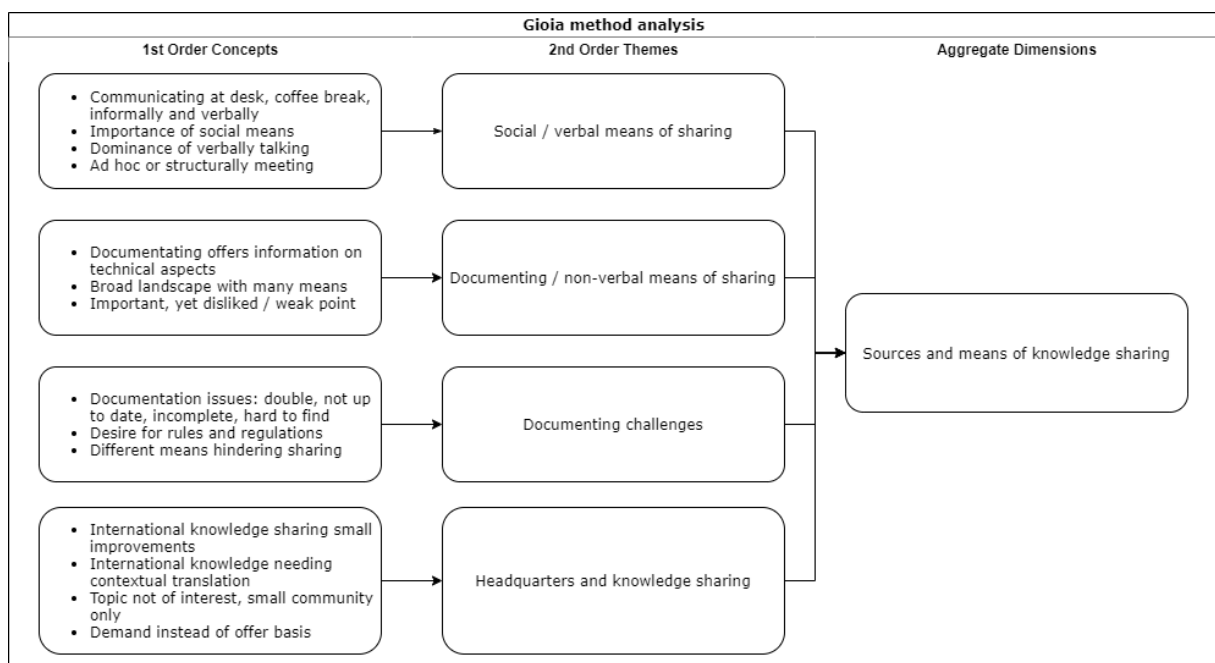 Gioia method analysis
1st Order Concepts
2nd Order Themes
Aggregate Dimensions
• Communicating at desk, coffee break,
informally and verbally
• Importance of social means
• Dominance of verbally talking
• Ad hoc or structurally meeting
Social / verbal means of sharing
• Documentating offers information on
technical aspects
• Broad landscape with many means
• Important, yet disliked / weak point
Documenting / non-verbal means of sharing
Sources and means of knowledge sharing
• Documentation issues: double, not up
to date, incomplete, hard to find
• Desire for rules and regulations
• Different means hindering sharing
Documenting challenges
• International knowledge sharing small
improvements
• International knowledge needing
contextual translation
• Topic not of interest, small community
only
• Demand instead of offer basis
Headquarters and knowledge sharing